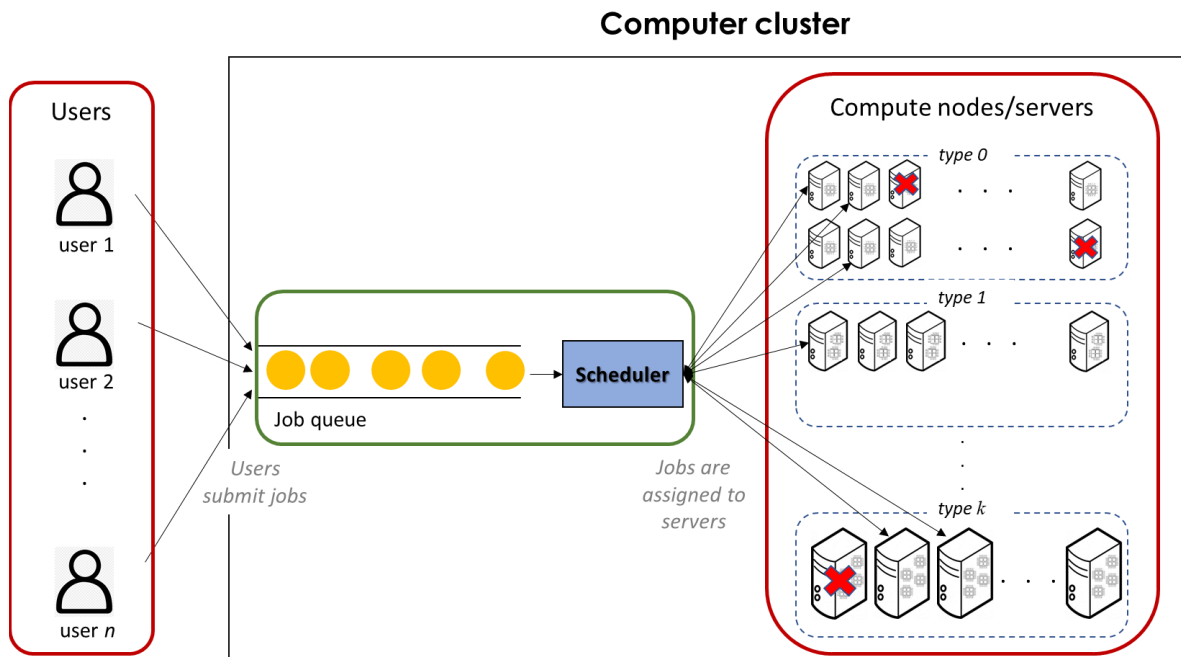 Computer cluster
Users
user 1
user 2
.
.
.
user n
Job queue
Scheduler
Users
submit jobs
Jobs are
assigned to
servers
Compute nodes/servers
type 0
. . .
. . .
type 1
. . .
.
.
.
type k
. . .